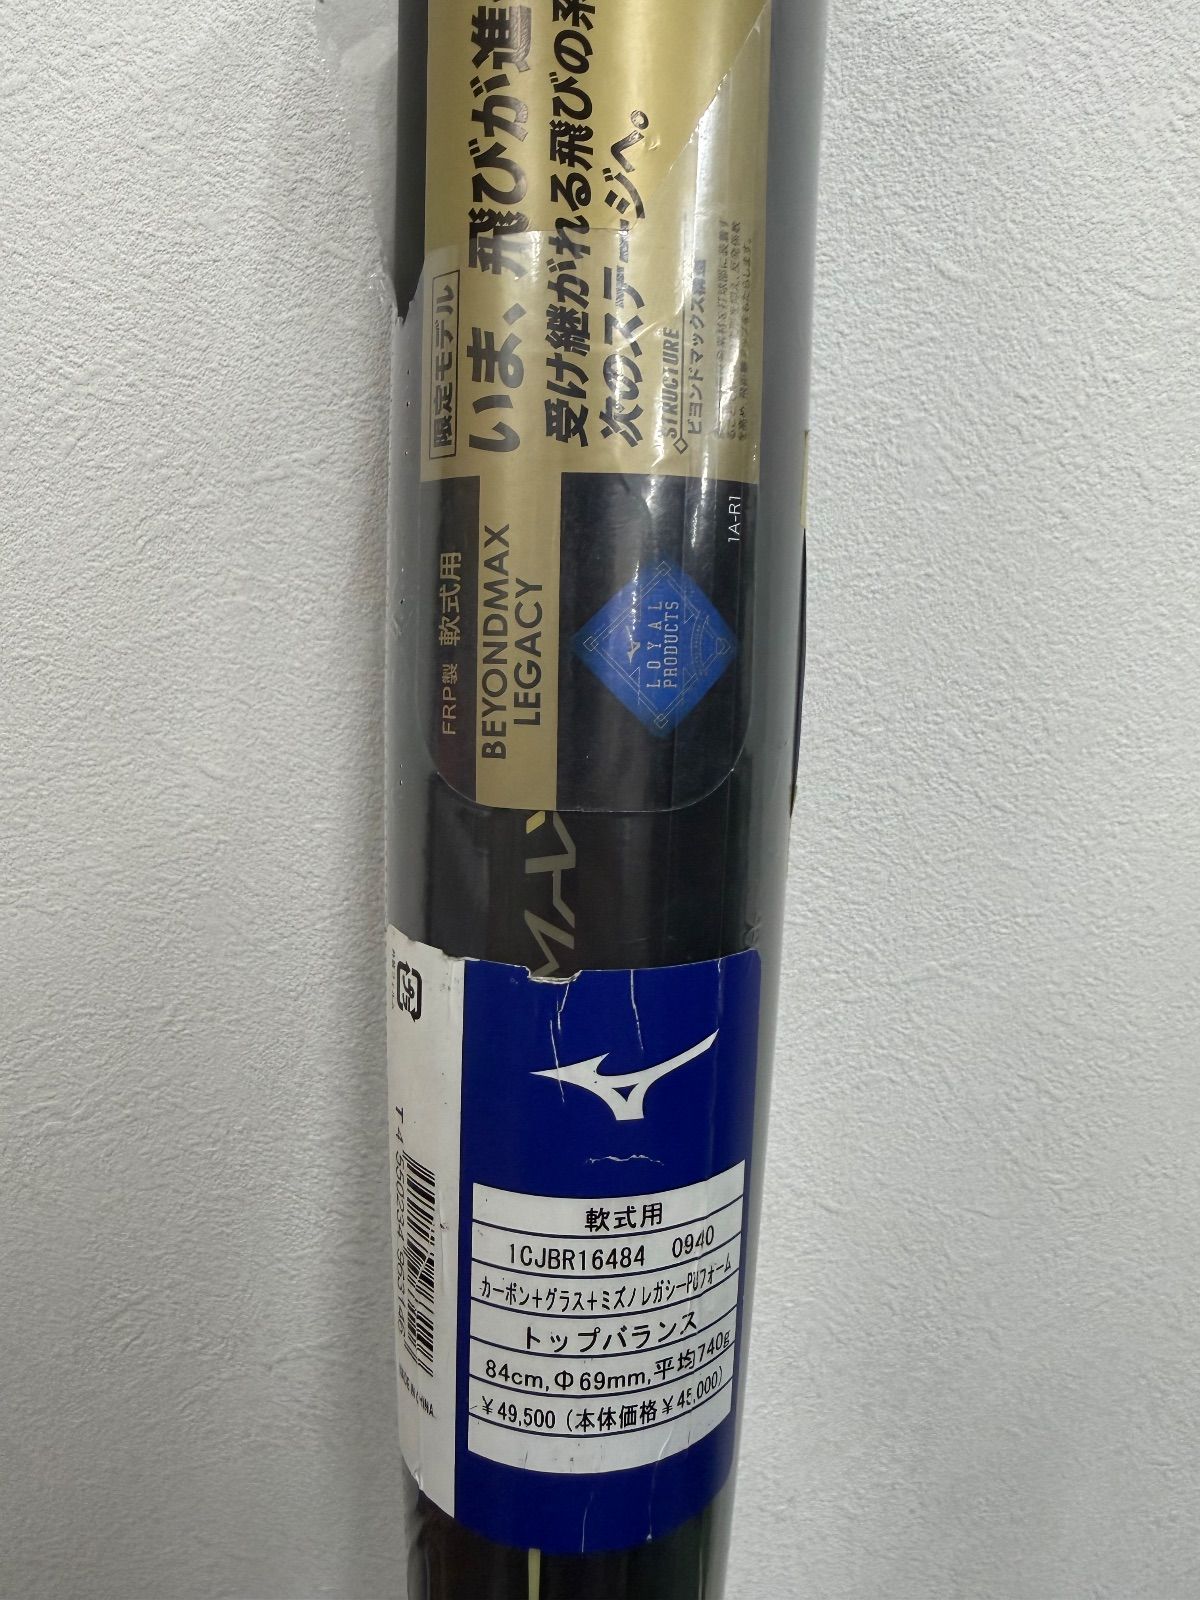 限定モデル
いま、飛びが進
受け継がれる飛びの系
次のステージへ。
STRUCTURE
ビヨンドマックス構造
FRP製 軟式用
BEYONDMAX
LEGACY
LOYAL
PRODUCTS
1A-R1
MAX
T 4 550234 963146
MADE IN CHINA
軟式用
1CJBR16484 0940
カーボン+グラス+ミズノレガシーPUフォーム
トップバランス
84cm,Φ69mm,平均740g
￥49,500（本体価格￥45,000）